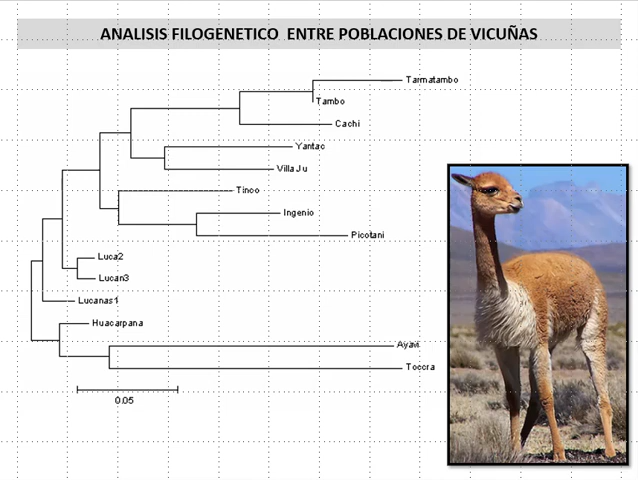 ANALISIS FILOGENETICO ENTRE POBLACIONES DE VICUÑAS
Tarmatambo
Tambo
Cachi
Yantac
Villa Ju
Tinco
Ingenio
Picotani
Luca2
Lucan3
Lucanas1
Huacarpana
Ayavi
Toccra
0.05